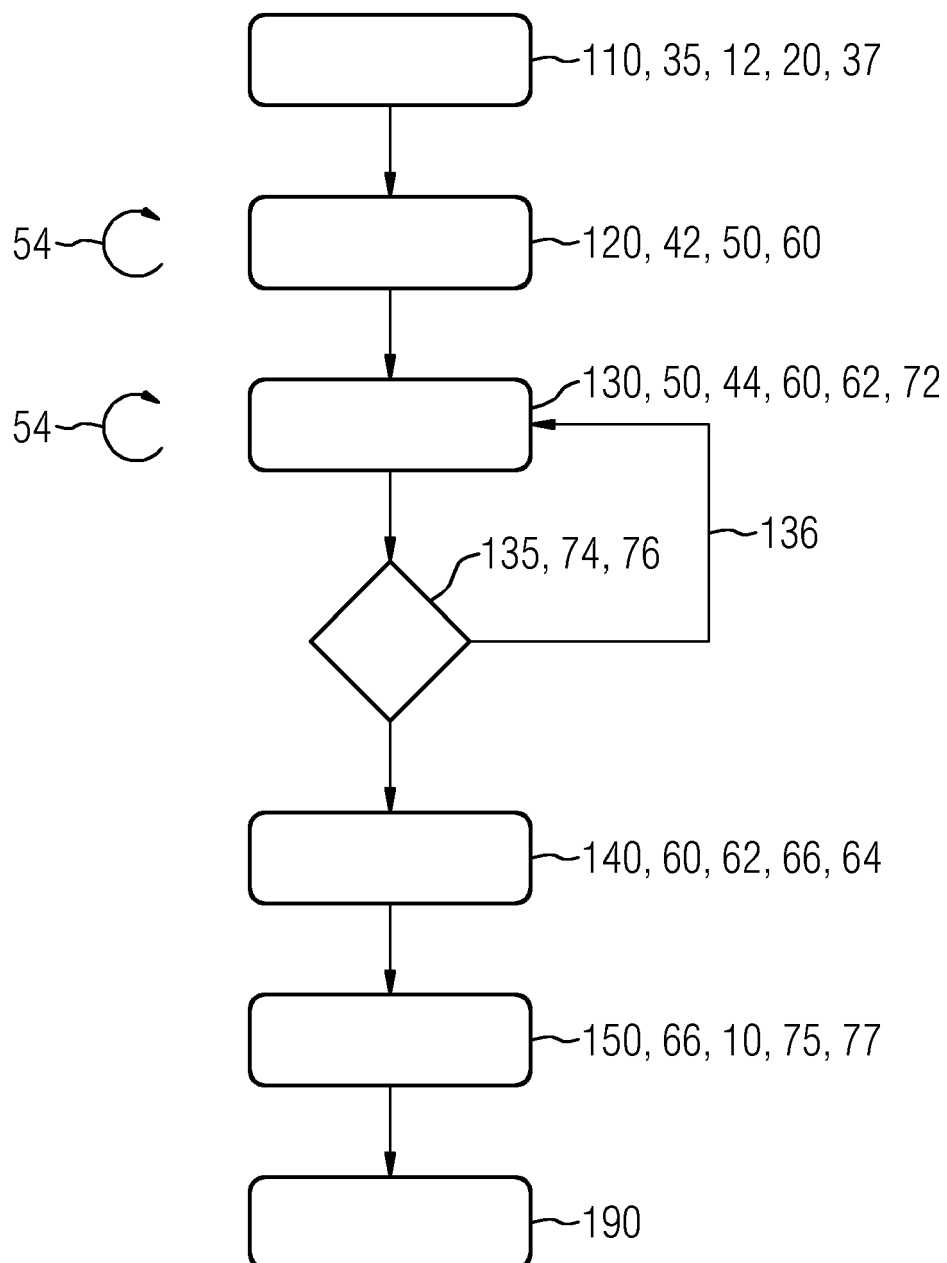 110, 35, 12, 20, 37
54
120, 42, 50, 60
130, 50, 44, 60, 62, 72
54
136
135, 74, 76
140, 60, 62, 66, 64
150, 66, 10, 75, 77
190